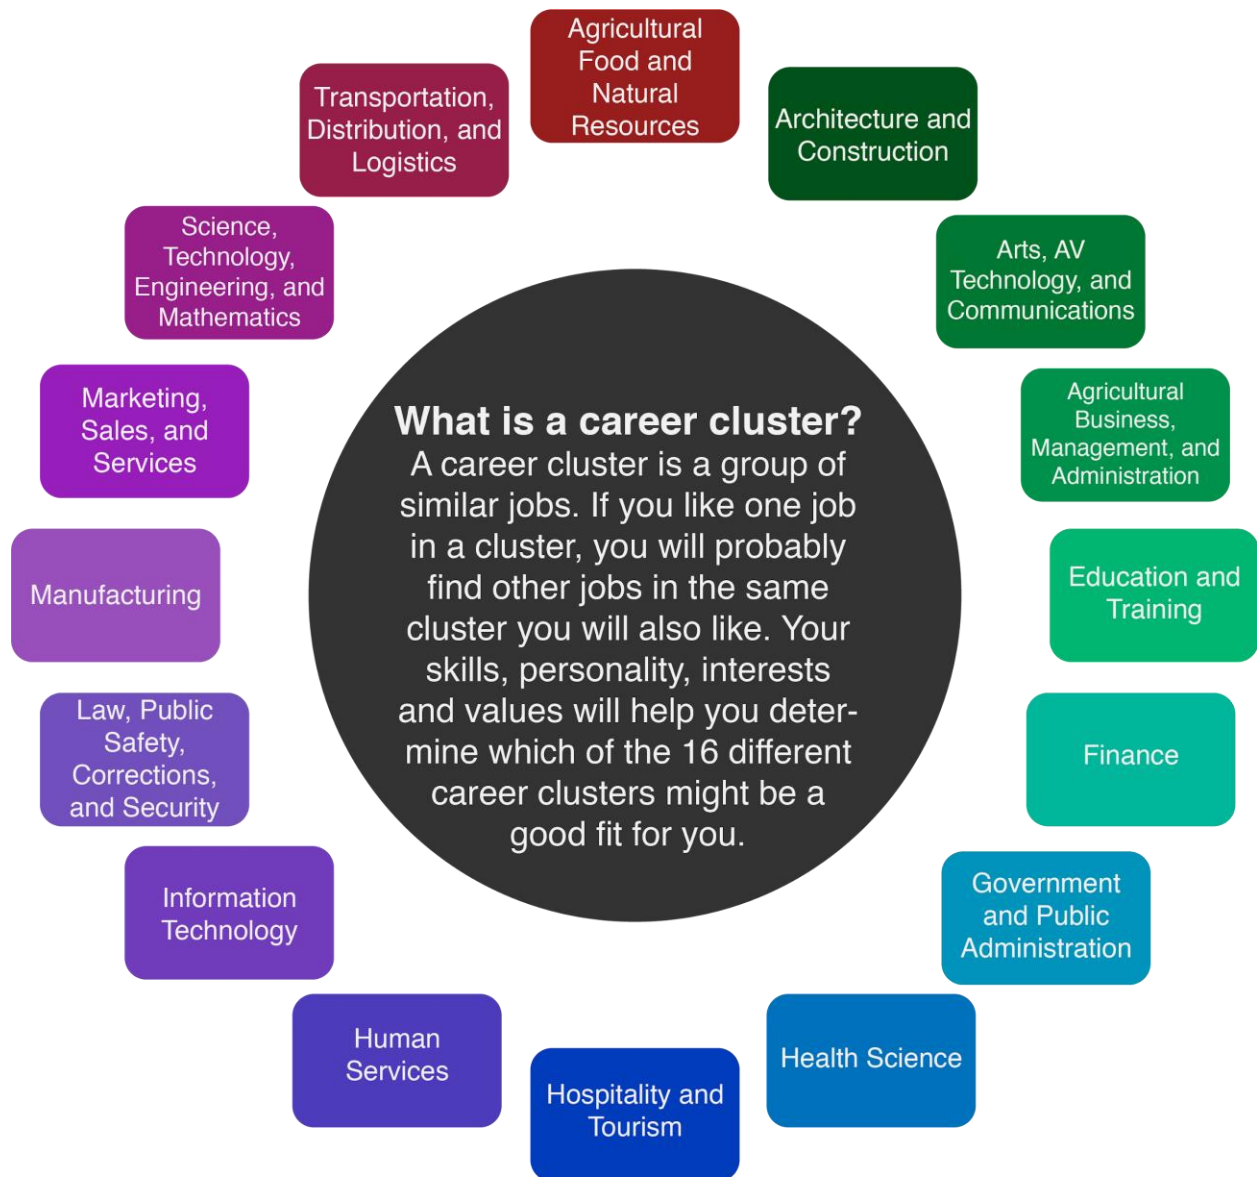 Agricultural
Food and
Natural
Resources
Architecture and
Construction
Arts, AV
Technology, and
Communications
Agricultural
Business,
Management, and
Administration
Education and
Training
Finance
Government
and Public
Administration
Health Science
Hospitality and
Tourism
Human
Services
Information
Technology
Law, Public
Safety,
Corrections,
and Security
Manufacturing
Marketing,
Sales, and
Services
Science,
Technology,
Engineering, and
Mathematics
Transportation,
Distribution, and
Logistics
What is a career cluster?
A career cluster is a group of
similar jobs. If you like one job
in a cluster, you will probably
find other jobs in the same
cluster you will also like. Your
skills, personality, interests
and values will help you deter-
mine which of the 16 different
career clusters might be a
good fit for you.